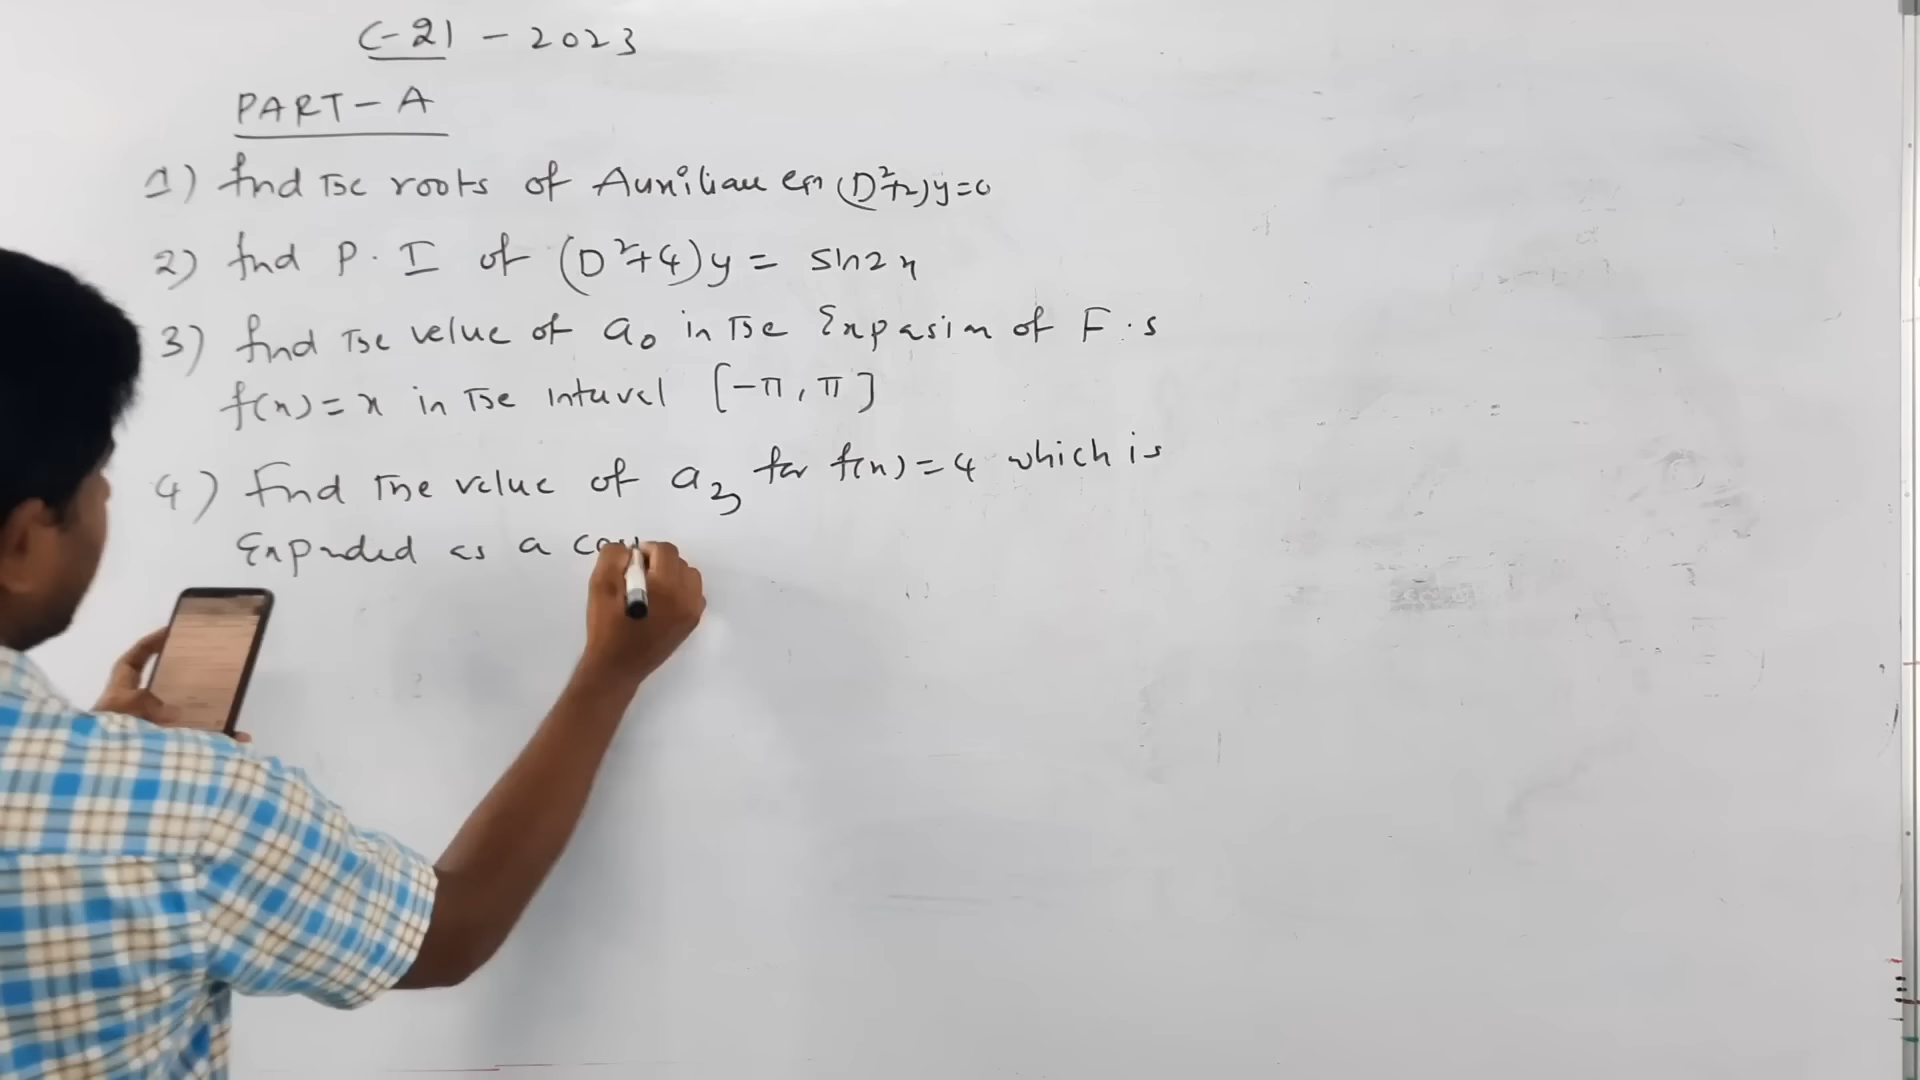 C-21 - 2023
PART-A
1) find the roots of Auxiliary eqn (D²+2)y=0
2) find P.I of (D²+4)y = sin2x
3) find the value of a₀ in the Expasion of F.s
f(x)=x in the interval [-π, π]
4) Find the value of a₃ for f(x)=4 which is
Expanded as a